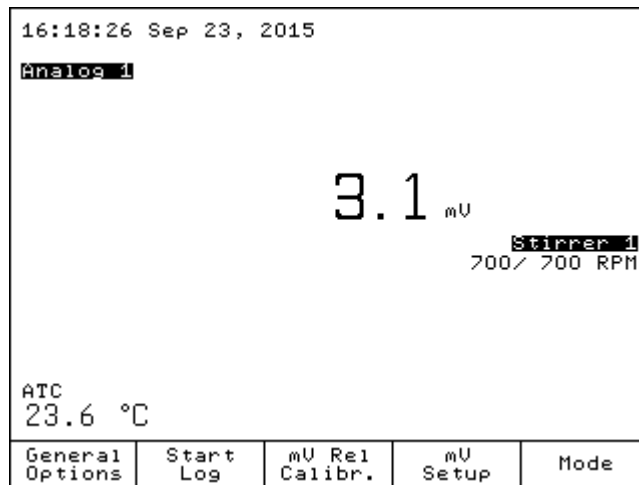 16:18:26 Sep 23, 2015
Analog 1
3.1 mV
Stirrer 1
700/ 700 RPM
ATC
23.6 °C
General Options
Start Log
mV Rel Calibr.
mV Setup
Mode